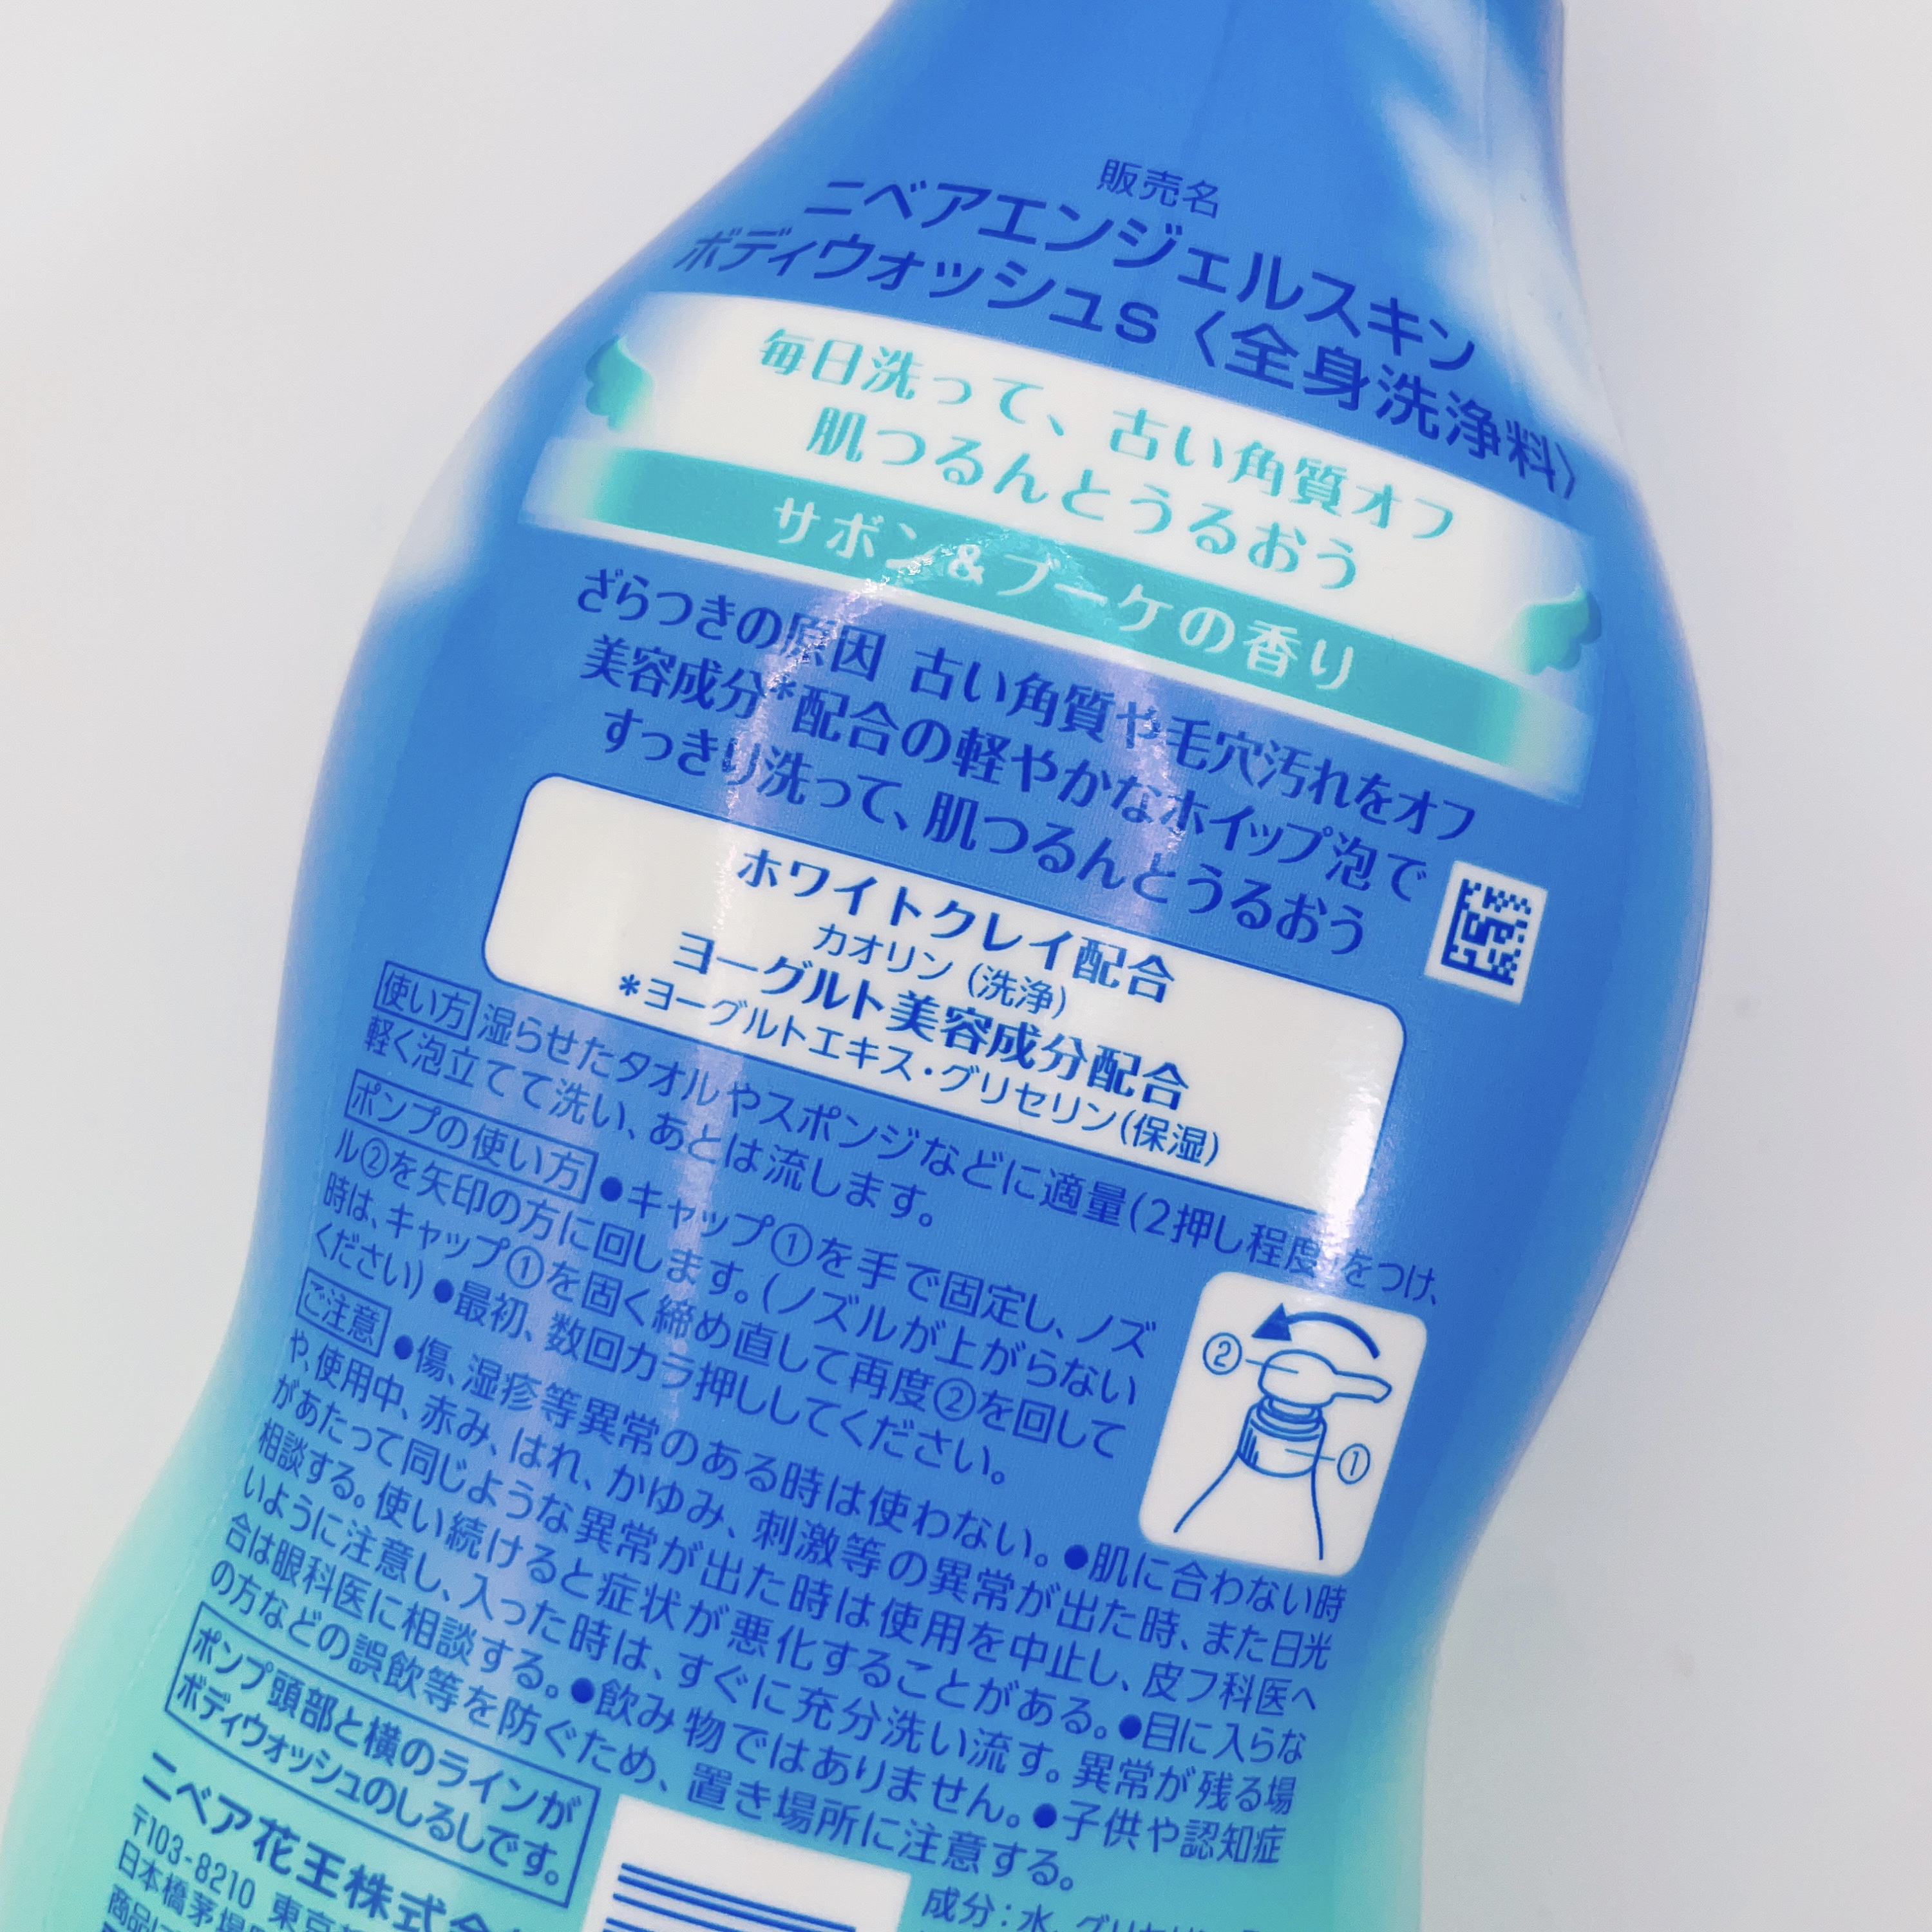 販売名
ニベアエンジェルスキン
ボディウォッシュS〈全身洗浄料〉
毎日洗って、古い角質オフ
肌つるんとうるおう
サボン&ブーケの香り
ざらつきの原因 古い角質や毛穴汚れをオフ
美容成分*配合の軽やかなホイップ泡で
すっきり洗って、肌つるんとうるおう
ホワイトクレイ配合
カオリン(洗浄)
ヨーグルト美容成分配合
*ヨーグルトエキス・グリセリン(保湿)
使い方 湿らせたタオルやスポンジなどに適量(2押し程度)をつけ、
軽く泡立てて洗い、あとは流します。
ポンプの使い方 ●キャップ①を手で固定し、ノズ
ル②を矢印の方に回します。(ノズルが上がらない
時は、キャップ①を固く締め直して再度②を回して
ください) ●最初、数回カラ押ししてください。
②
①
ご注意 ●傷、湿疹等異常のある時は使わない。●肌に合わない時
や、使用中、赤み、はれ、かゆみ、刺激等の異常が出た時、また日光
があたって同じような異常が出た時は使用を中止し、皮フ科医へ
相談する。使い続けると症状が悪化することがある。●目に入らな
いように注意し、入った時は、すぐに充分洗い流す。異常が残る場
合は眼科医に相談する。●飲み物ではありません。●子供や認知症
の方などの誤飲等を防ぐため、置き場所に注意する。
ポンプ頭部と横のラインが
ボディウォッシュのしるしです。
ニベア花王株式会
〒103-8210 東京
日本橋茅場
商品に
成分:水、グリセリン